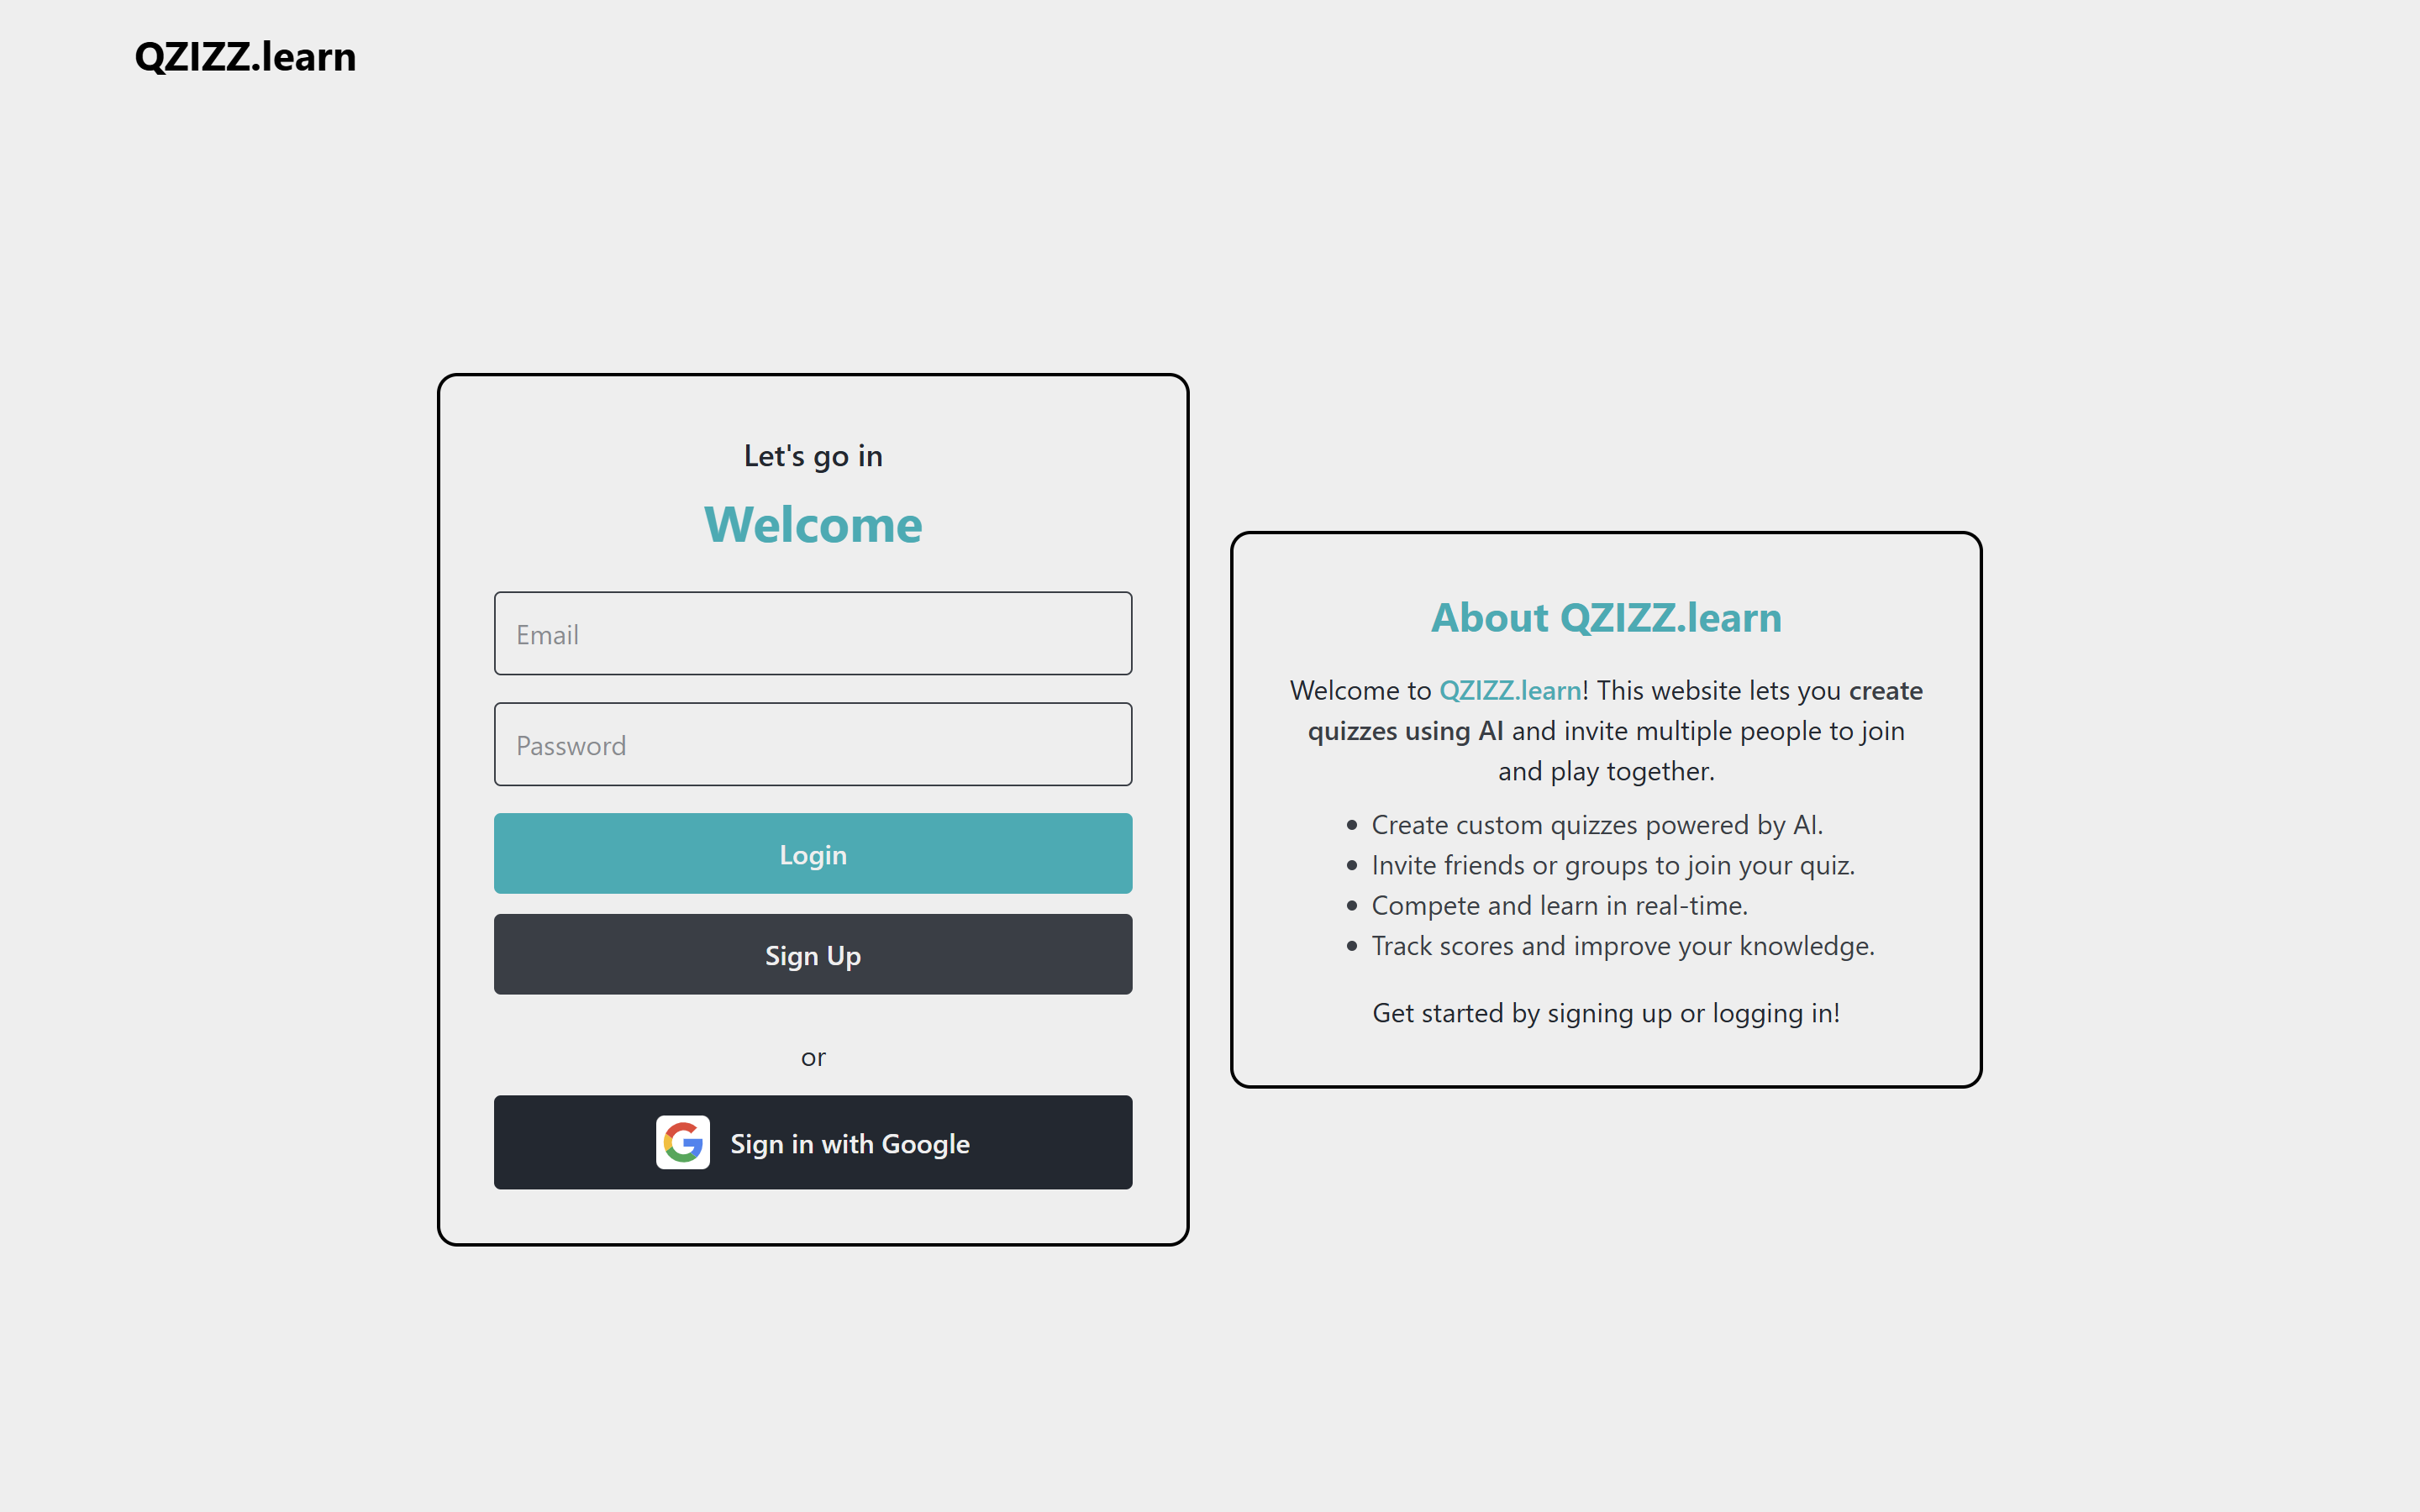 QZIZZ.learn
Let's go in
Welcome
Email
Password
Login
Sign Up
or
Sign in with Google
About QZIZZ.learn
Welcome to QZIZZ.learn! This website lets you create
quizzes using AI and invite multiple people to join
and play together.
Create custom quizzes powered by AI.
Invite friends or groups to join your quiz.
Compete and learn in real-time.
Track scores and improve your knowledge.
Get started by signing up or logging in!